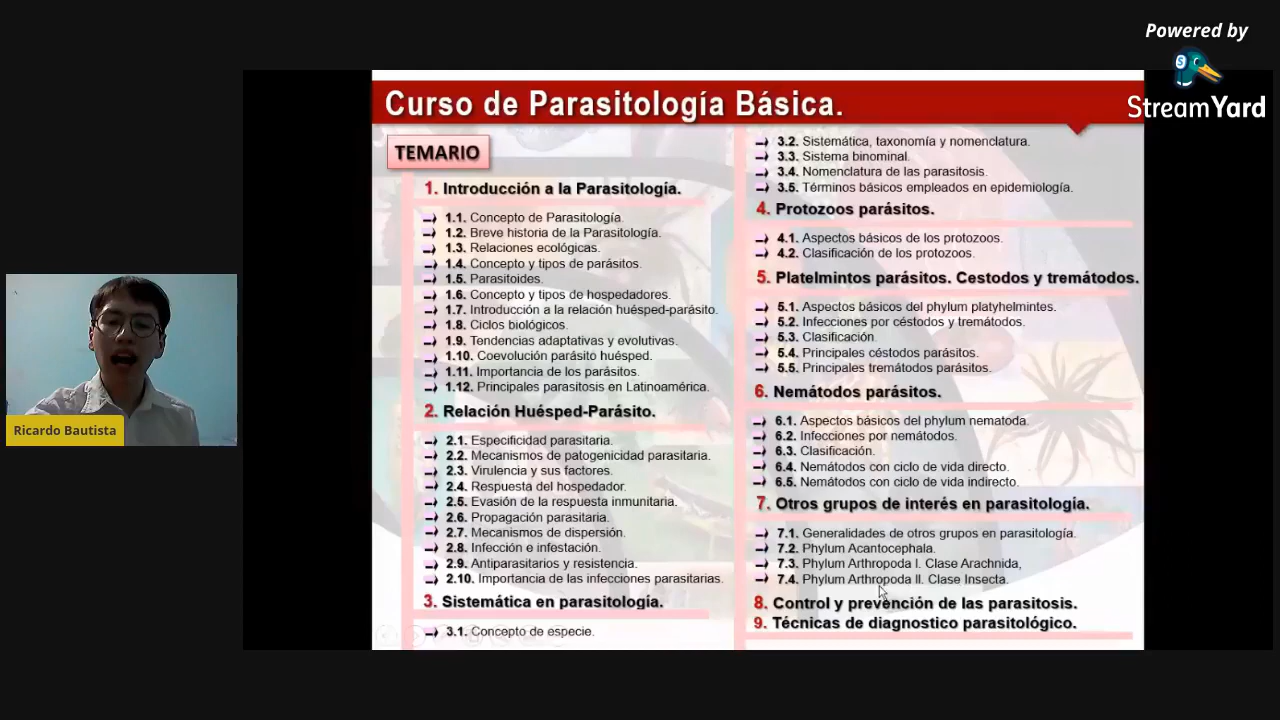 Powered by
StreamYard
Curso de Parasitología Básica.
TEMARIO
1. Introducción a la Parasitología.
1.1. Concepto de Parasitología.
1.2. Breve historia de la Parasitología.
1.3. Relaciones ecológicas.
1.4. Concepto y tipos de parásitos.
1.5. Parasitoides.
1.6. Concepto y tipos de hospedadores.
1.7. Introducción a la relación huésped-parásito.
1.8. Ciclos biológicos.
1.9. Tendencias adaptativas y evolutivas.
1.10. Coevolución parásito huésped.
1.11. Importancia de los parásitos.
1.12. Principales parasitosis en Latinoamérica.
2. Relación Huésped-Parásito.
2.1. Especificidad parasitaria.
2.2. Mecanismos de patogenicidad parasitaria.
2.3. Virulencia y sus factores.
2.4. Respuesta del hospedador.
2.5. Evasión de la respuesta inmunitaria.
2.6. Propagación parasitaria.
2.7. Mecanismos de dispersión.
2.8. Infección e infestación.
2.9. Antiparasitarios y resistencia.
2.10. Importancia de las infecciones parasitarias.
3. Sistemática en parasitología.
3.1. Concepto de especie.
3.2. Sistemática, taxonomía y nomenclatura.
3.3. Sistema binominal.
3.4. Nomenclatura de las parasitosis.
3.5. Términos básicos empleados en epidemiología.
4. Protozoos parásitos.
4.1. Aspectos básicos de los protozoos.
4.2. Clasificación de los protozoos.
5. Platelmintos parásitos. Cestodos y tremátodos.
5.1. Aspectos básicos del phylum platyhelmintes.
5.2. Infecciones por céstodos y tremátodos.
5.3. Clasificación.
5.4. Principales céstodos parásitos.
5.5. Principales tremátodos parásitos.
6. Nemátodos parásitos.
6.1. Aspectos básicos del phylum nematoda.
6.2. Infecciones por nemátodos.
6.3. Clasificación.
6.4. Nemátodos con ciclo de vida directo.
6.5. Nemátodos con ciclo de vida indirecto.
7. Otros grupos de interés en parasitología.
7.1. Generalidades de otros grupos en parasitología.
7.2. Phylum Acantocephala.
7.3. Phylum Arthropoda I. Clase Arachnida,
7.4. Phylum Arthropoda II. Clase Insecta.
8. Control y prevención de las parasitosis.
9. Técnicas de diagnostico parasitológico.
Ricardo Bautista